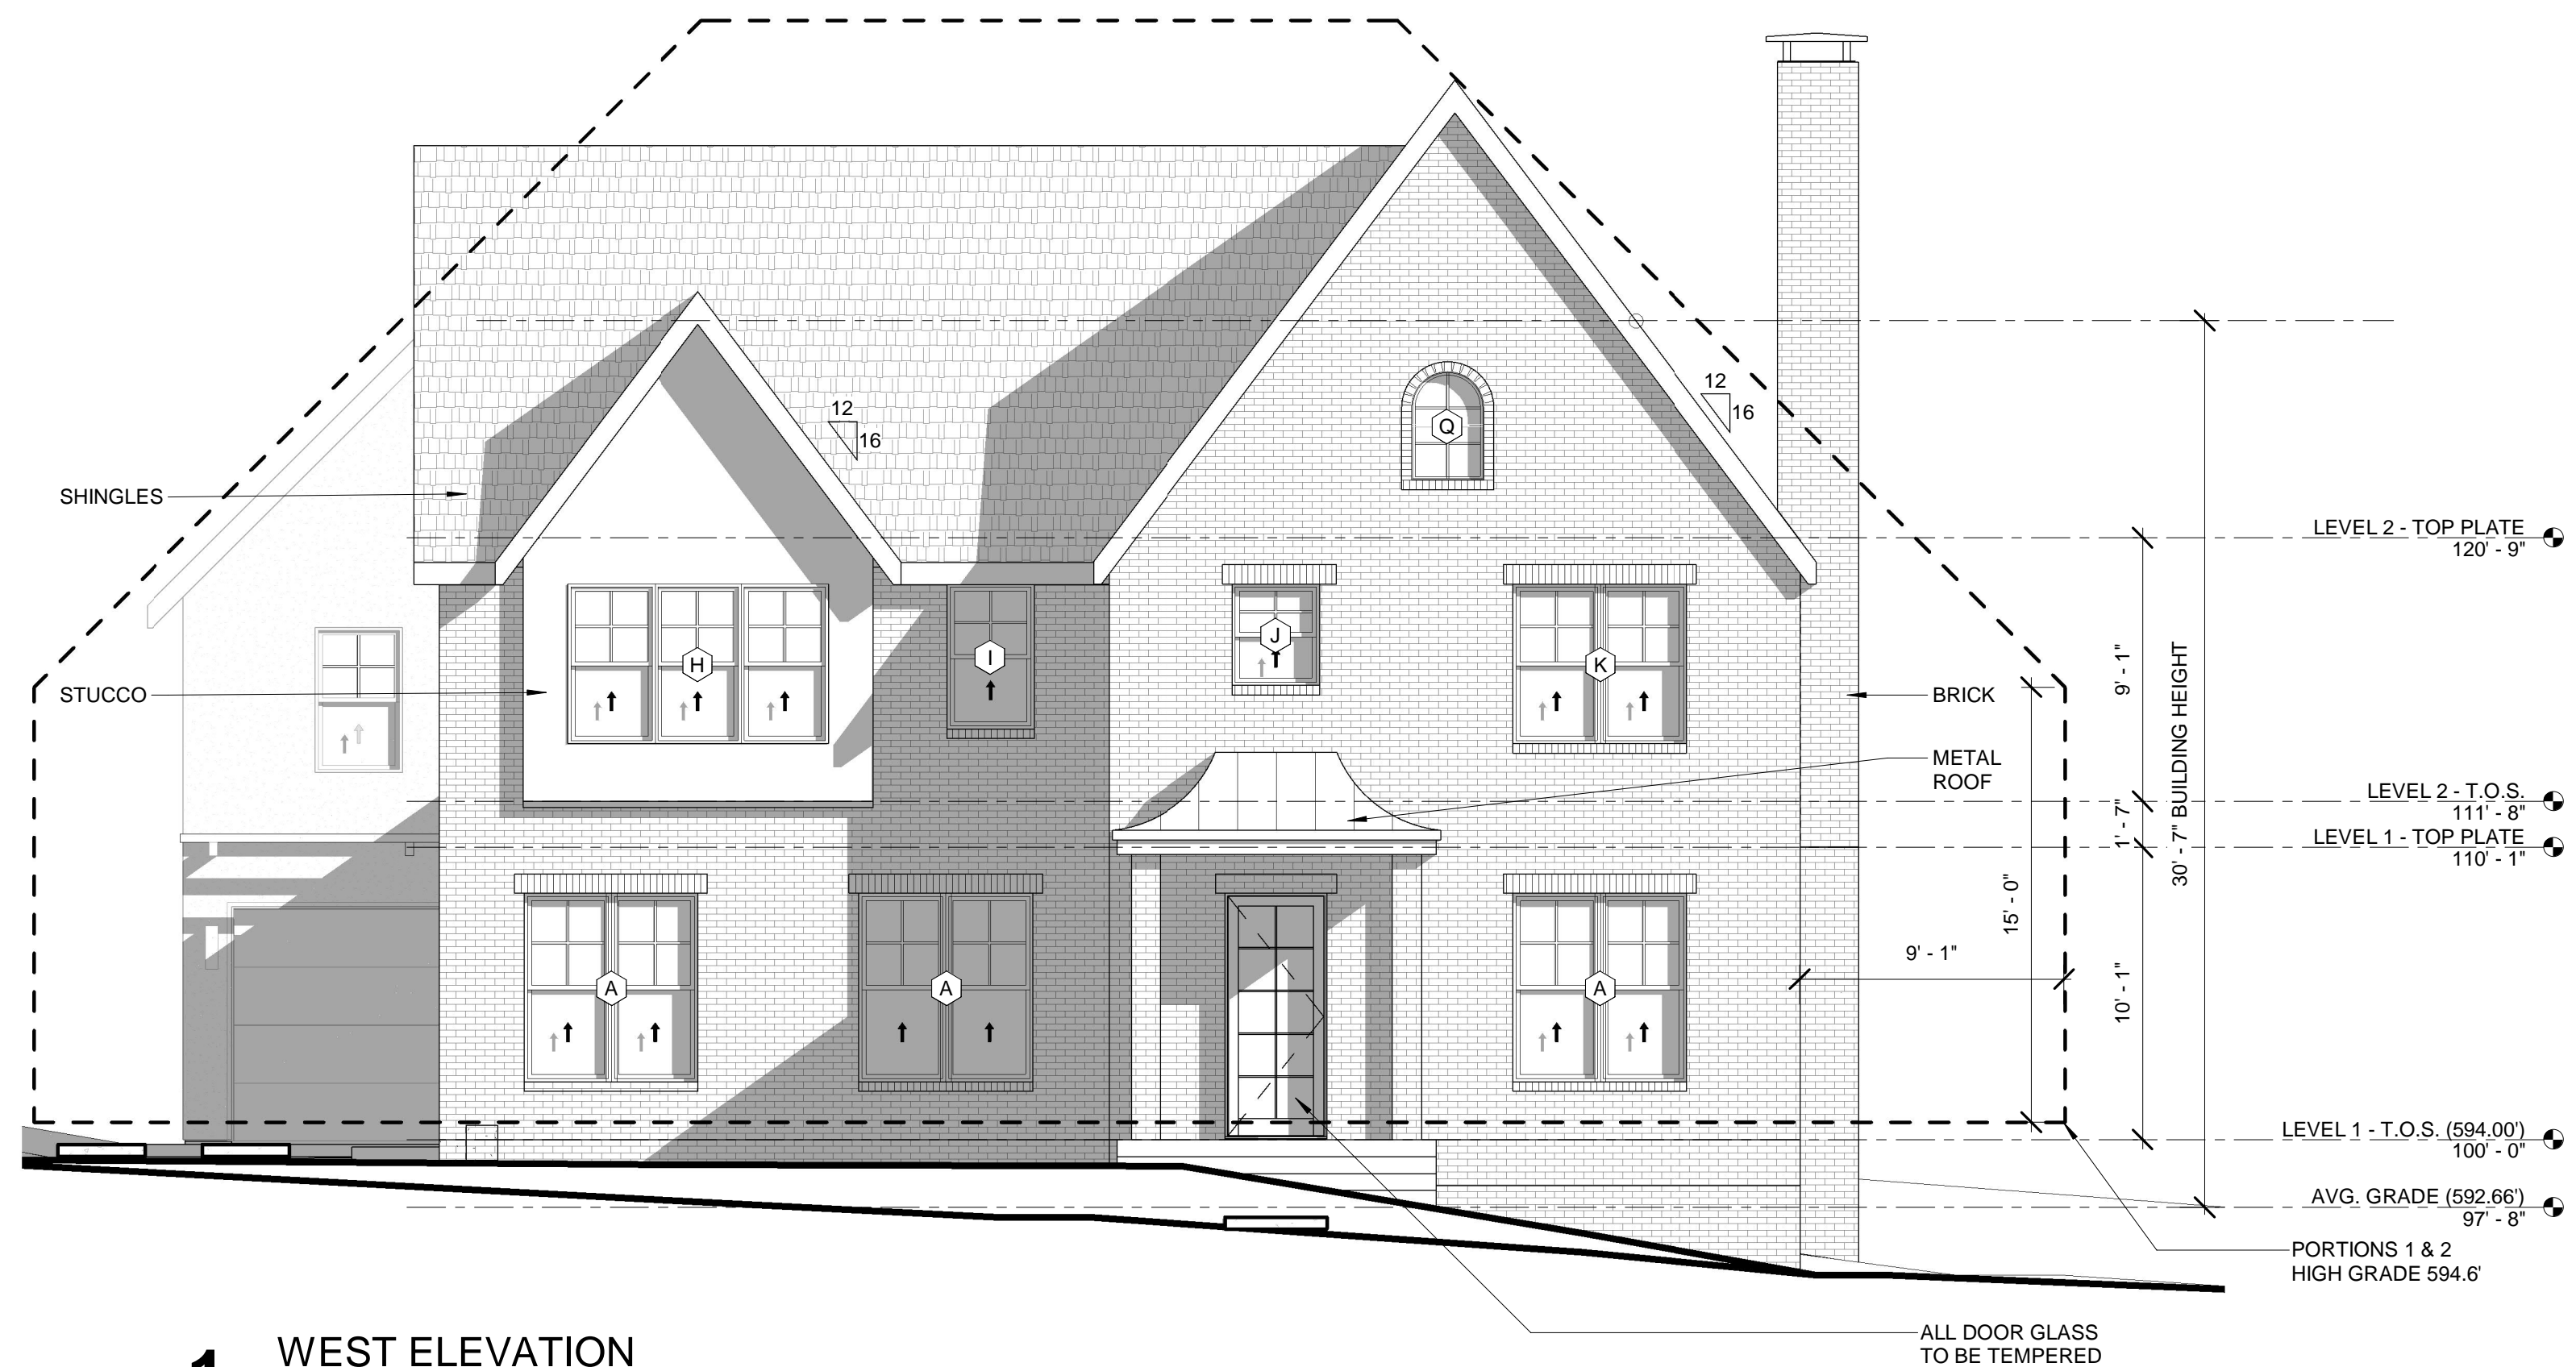 12
16
12
16
Q
SHINGLES
STUCCO
H
I
J
K
BRICK
METAL
ROOF
A
A
A
9' - 1"
15' - 0"
9' - 1"
1' - 7"
10' - 1"
30' - 7" BUILDING HEIGHT
LEVEL 2 - TOP PLATE
120' - 9"
LEVEL 2 - T.O.S.
111' - 8"
LEVEL 1 - TOP PLATE
110' - 1"
LEVEL 1 - T.O.S. (594.00')
100' - 0"
AVG. GRADE (592.66')
97' - 8"
PORTIONS 1 & 2
HIGH GRADE 594.6'
ALL DOOR GLASS
TO BE TEMPERED
1
WEST ELEVATION